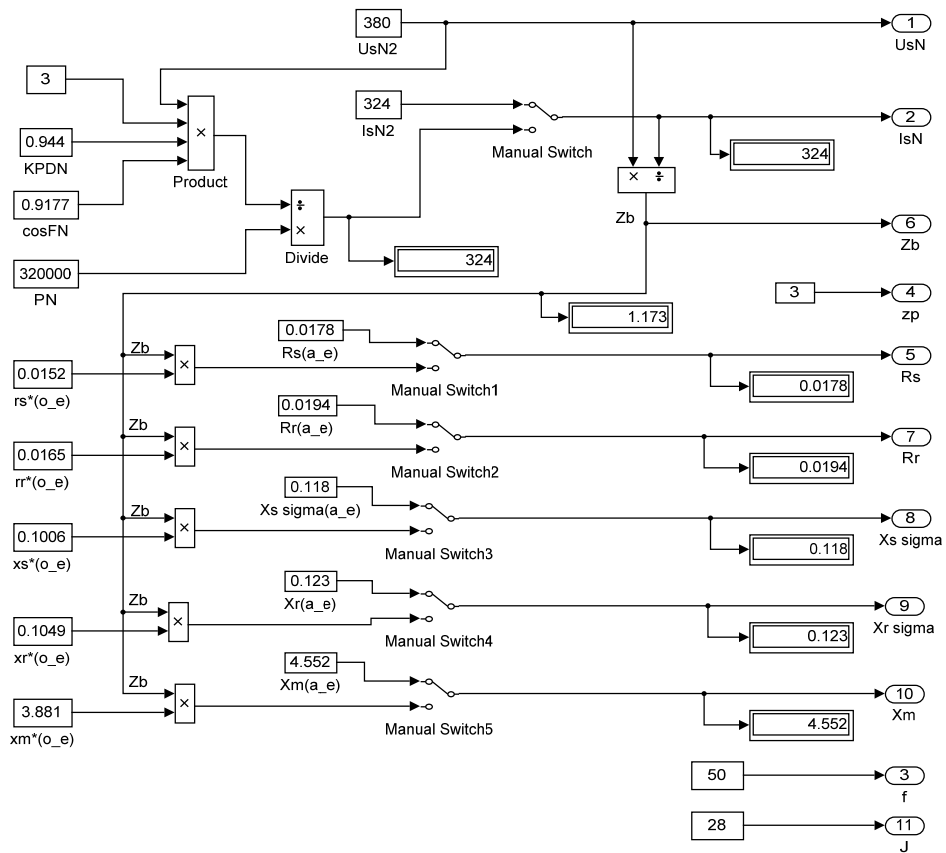 380
UsN2
1
UsN
3
0.944
KPDN
0.9177
cosFN
320000
PN
×
Product
÷
×
Divide
324
IsN2
Manual Switch
324
2
IsN
× ÷
Zb
324
6
Zb
1.173
3
4
zp
Zb
0.0152
rs*(o_e)
×
0.0178
Rs(a_e)
Manual Switch1
0.0178
5
Rs
Zb
0.0165
rr*(o_e)
×
0.0194
Rr(a_e)
Manual Switch2
0.0194
7
Rr
Zb
0.1006
xs*(o_e)
×
0.118
Xs sigma(a_e)
Manual Switch3
0.118
8
Xs sigma
Zb
0.1049
xr*(o_e)
×
0.123
Xr(a_e)
Manual Switch4
0.123
9
Xr sigma
Zb
3.881
xm*(o_e)
×
4.552
Xm(a_e)
Manual Switch5
4.552
10
Xm
50
3
f
28
11
J